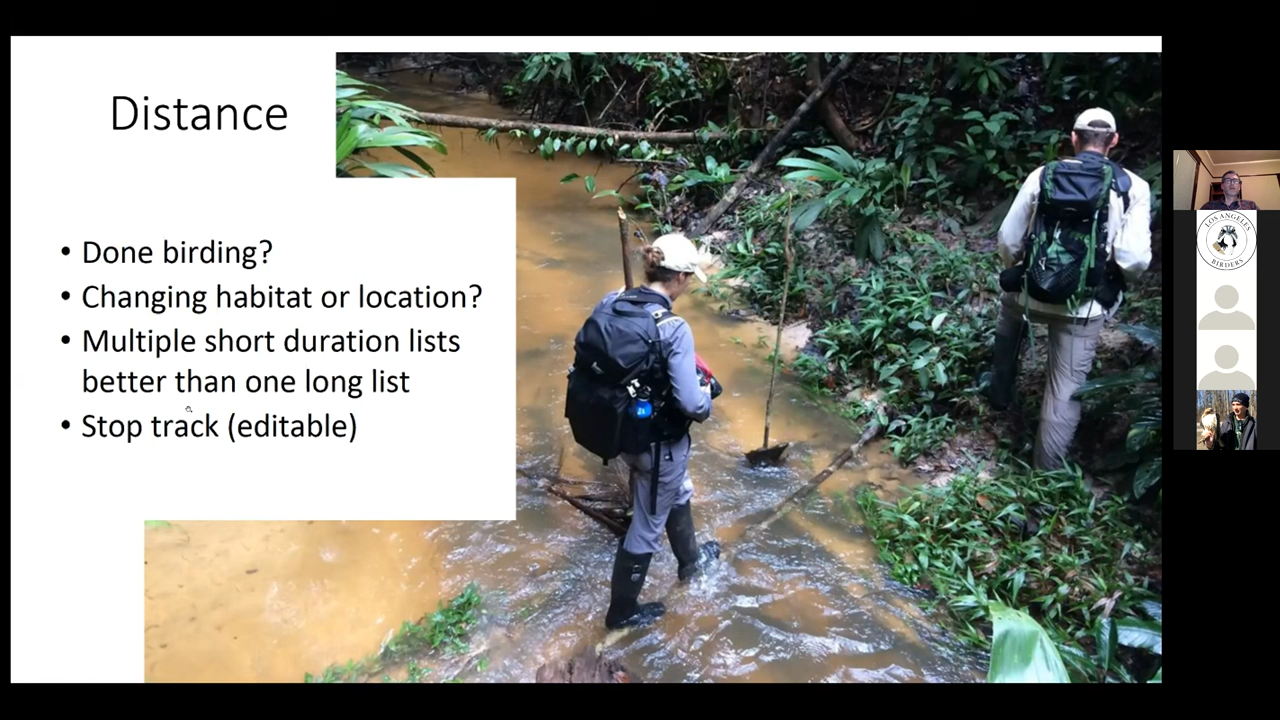 Distance
• Done birding?
• Changing habitat or location?
• Multiple short duration lists
better than one long list
• Stop track (editable)
LOS ANGELES
BIRDERS